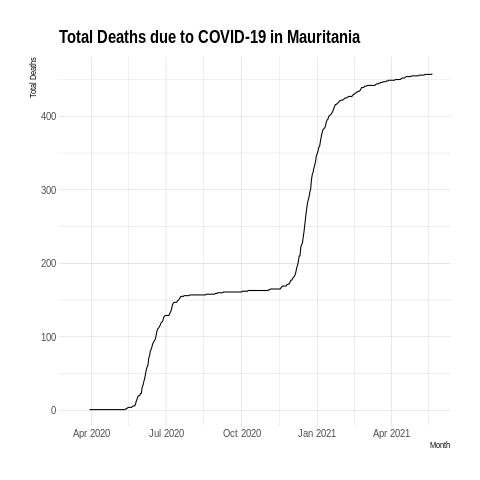 Total Deaths due to COVID-19 in Mauritania
Total Deaths
400
300
200
100
0
Apr 2020 Jul 2020 Oct 2020 Jan 2021 Apr 2021
Month